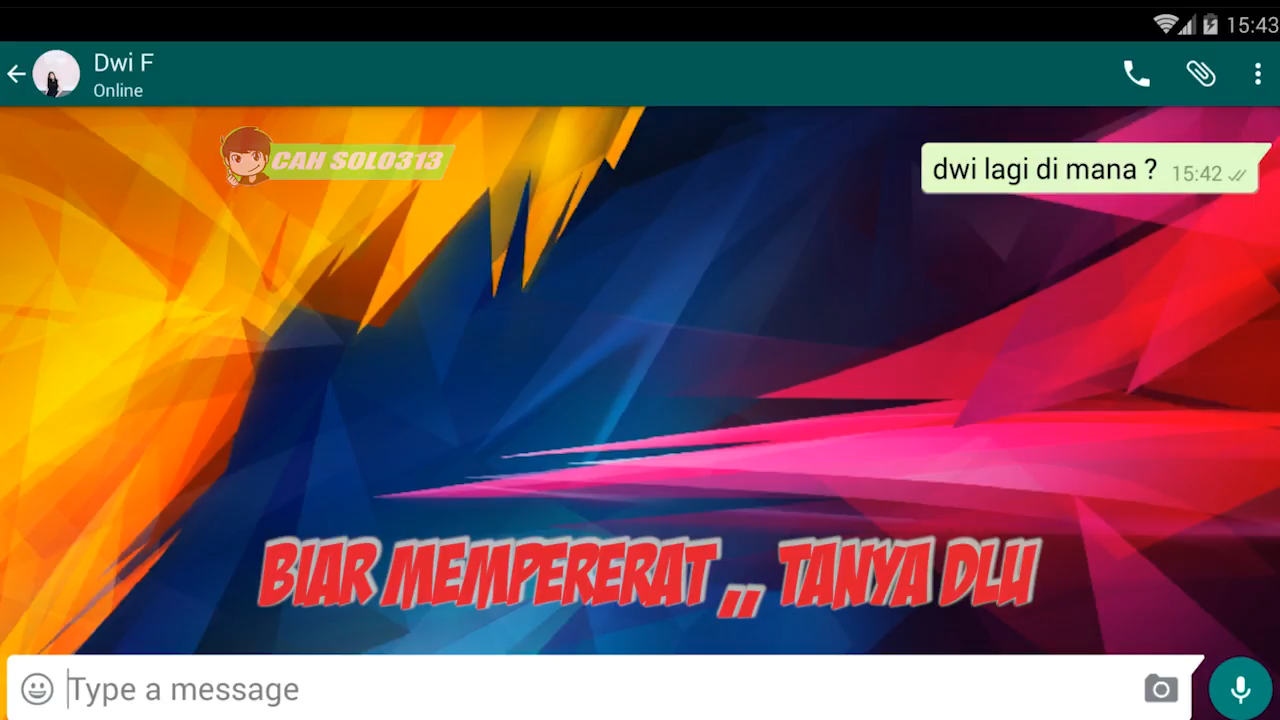 15:43
Dwi F
Online
CAH SOLO313
dwi lagi di mana ? 15:42
BIAR MEMPERERAT ,, TANYA DLU
Type a message